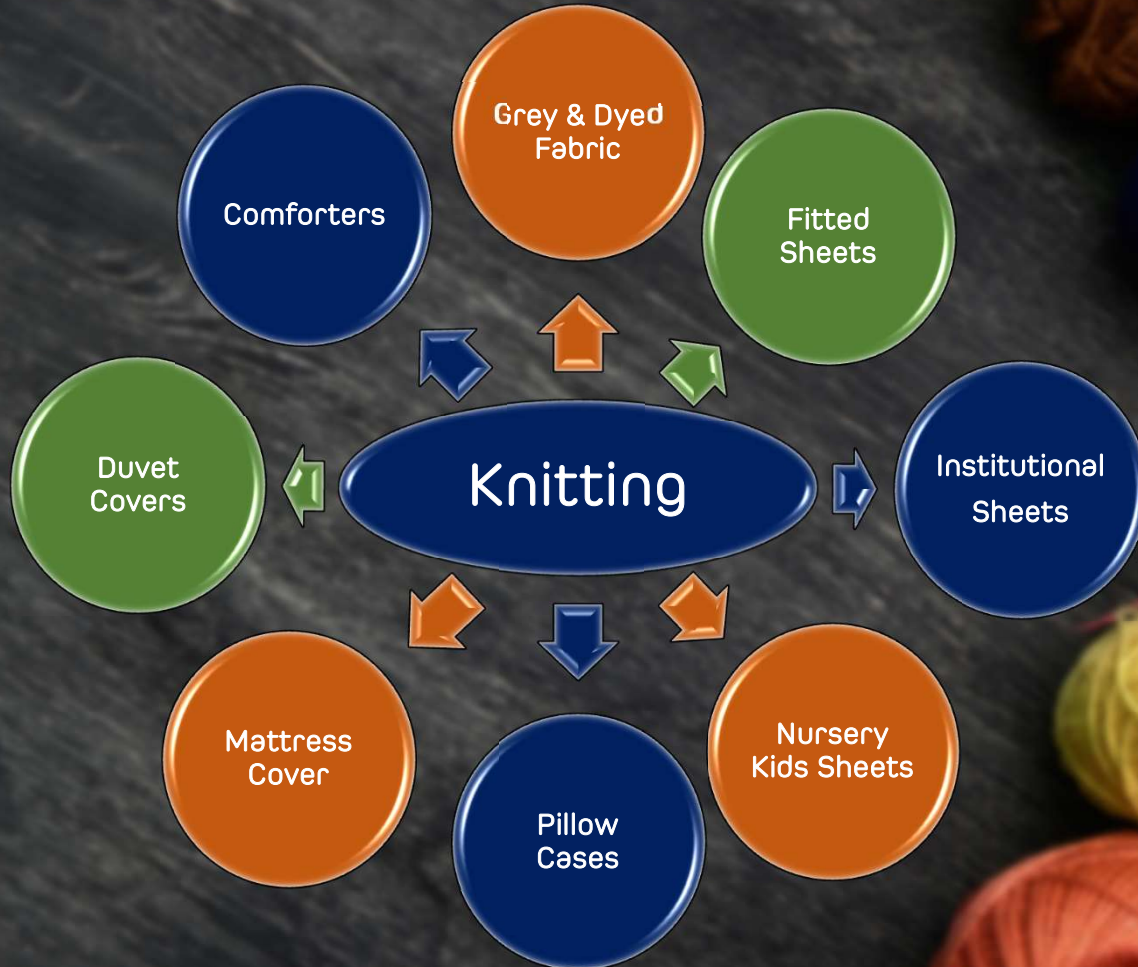 Grey & Dyed
Fabric
Comforters
Fitted
Sheets
Duvet
Covers
Knitting
Institutional
Sheets
Mattress
Cover
Nursery
Kids Sheets
Pillow
Cases